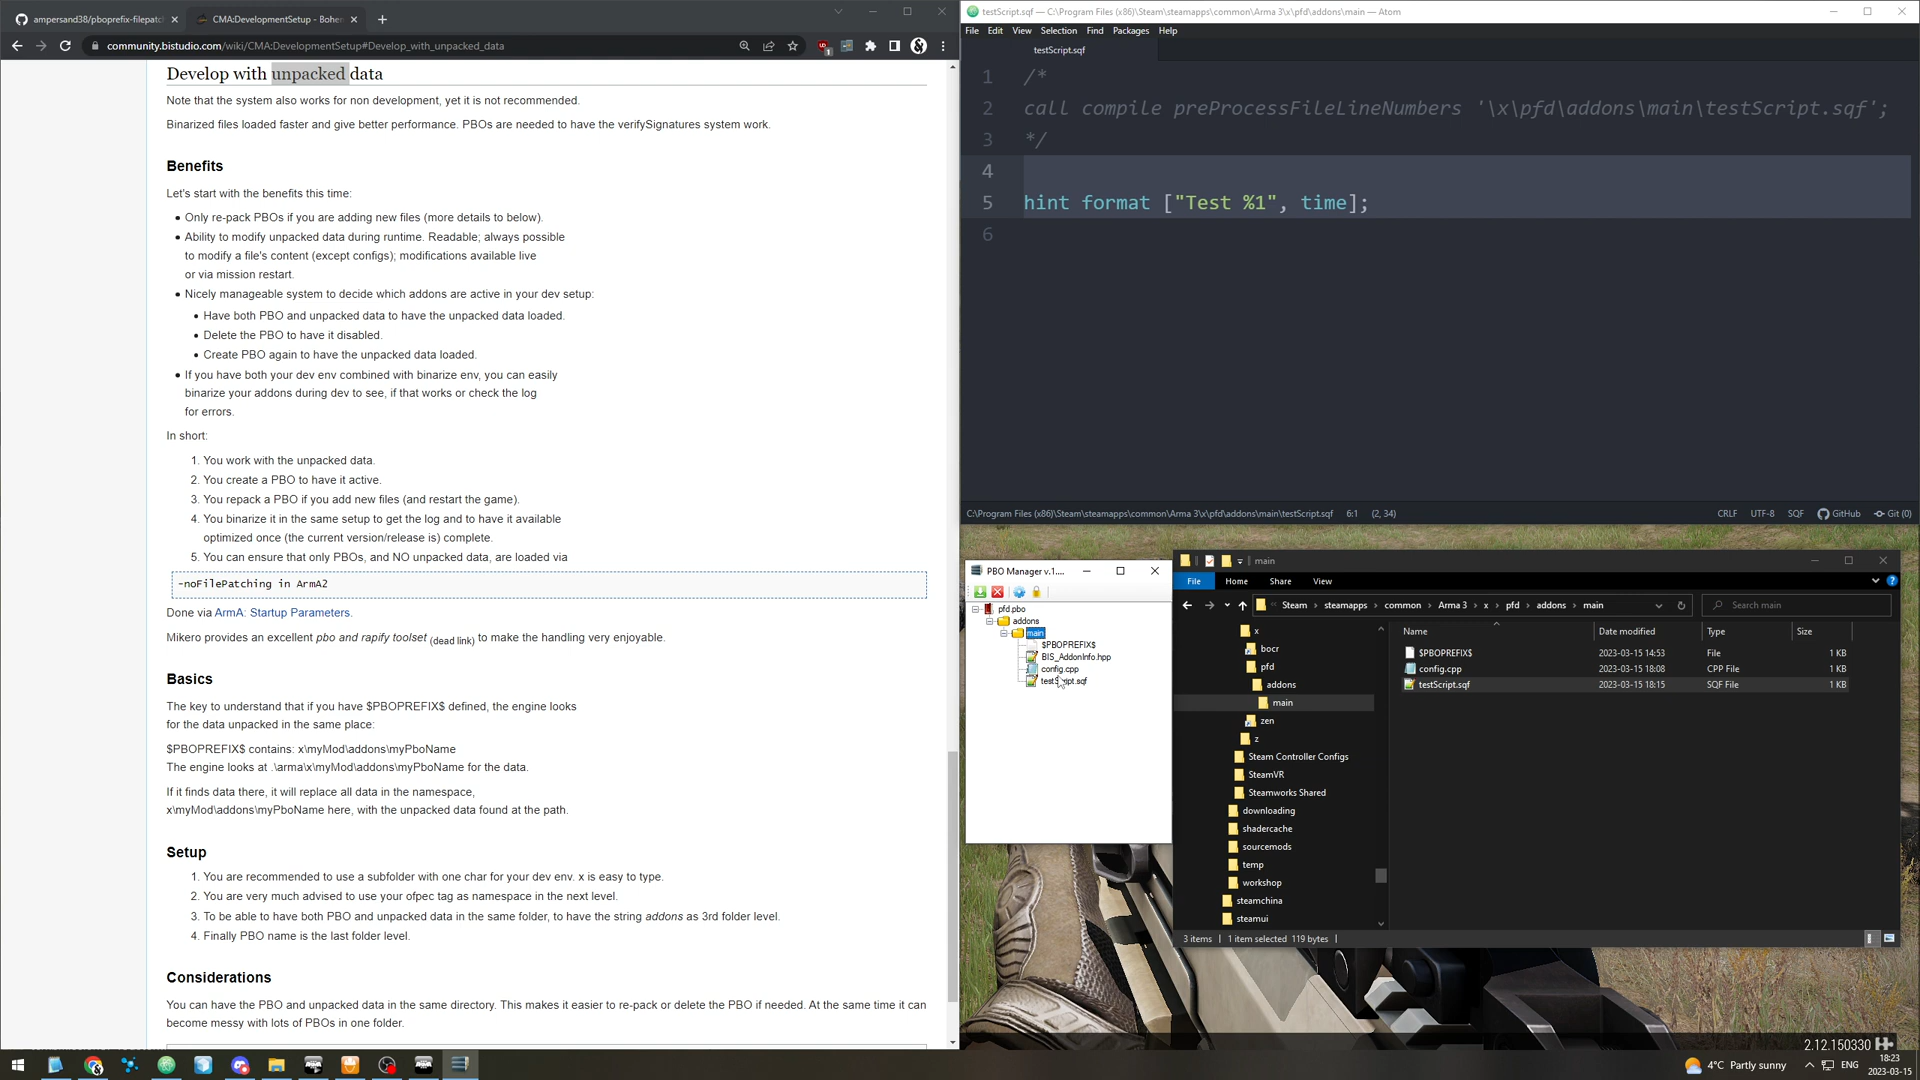 ampersand38/pboprefix-filepatc
CMA:DevelopmentSetup - Bohem
community.bistudio.com/wiki/CMA:DevelopmentSetup#Develop_with_unpacked_data
Develop with unpacked data
Note that the system also works for non development, yet it is not recommended.
Binarized files loaded faster and give better performance. PBOs are needed to have the verifySignatures system work.
Benefits
Let's start with the benefits this time:
Only re-pack PBOs if you are adding new files (more details to below).
Ability to modify unpacked data during runtime. Readable; always possible
to modify a file's content (except configs); modifications available live
or via mission restart.
Nicely manageable system to decide which addons are active in your dev setup:
Have both PBO and unpacked data to have the unpacked data loaded.
Delete the PBO to have it disabled.
Create PBO again to have the unpacked data loaded.
If you have both your dev env combined with binarize env, you can easily
binarize your addons during dev to see, if that works or check the log
for errors.
In short:
1. You work with the unpacked data.
2. You create a PBO to have it active.
3. You repack a PBO if you add new files (and restart the game).
4. You binarize it in the same setup to get the log and to have it available
optimized once (the current version/release is) complete.
5. You can ensure that only PBOs, and NO unpacked data, are loaded via
-noFilePatching in ArmA2
Done via ArmA: Startup Parameters.
Mikero provides an excellent pbo and rapify toolset (dead link) to make the handling very enjoyable.
Basics
The key to understand that if you have $PBOPREFIX$ defined, the engine looks
for the data unpacked in the same place:
$PBOPREFIX$ contains: x\myMod\addons\myPboName
The engine looks at .\arma\x\myMod\addons\myPboName for the data.
If it finds data there, it will replace all data in the namespace,
x\myMod\addons\myPboName here, with the unpacked data found at the path.
Setup
1. You are recommended to use a subfolder with one char for your dev env. x is easy to type.
2. You are very much advised to use your ofpec tag as namespace in the next level.
3. To be able to have both PBO and unpacked data in the same folder, to have the string addons as 3rd folder level.
4. Finally PBO name is the last folder level.
Considerations
You can have the PBO and unpacked data in the same directory. This makes it easier to re-pack or delete the PBO if needed. At the same time it can
become messy with lots of PBOs in one folder.
testScript.sqf — C:\Program Files (x86)\Steam\steamapps\common\Arma 3\x\pfd\addons\main — Atom
File Edit View Selection Find Packages Help
testScript.sqf
1 /*
2 call compile preProcessFileLineNumbers '\x\pfd\addons\main\testScript.sqf';
3 */
4
5 hint format ["Test %1", time];
6
C:\Program Files (x86)\Steam\steamapps\common\Arma 3\x\pfd\addons\main\testScript.sqf 6:1 (2, 34)
CRLF UTF-8 SQF GitHub Git (0)
PBO Manager v.1....
pfd.pbo
addons
main
$PBOPREFIX$
BIS_AddonInfo.hpp
config.cpp
main
File Home Share View
Steam steamapps common Arma 3 x pfd addons main
Search main
x
bocr
pfd
addons
main
zen
z
Steam Controller Configs
SteamVR
Steamworks Shared
downloading
shadercache
sourcemods
temp
workshop
steamchina
steamui
Name Date modified Type Size
$PBOPREFIX$ 2023-03-15 14:53 File 1 KB
config.cpp 2023-03-15 18:08 CPP File 1 KB
testScript.sqf 2023-03-15 18:15 SQF File 1 KB
3 items 1 item selected 119 bytes
2.12.150330
4°C Partly sunny
ENG
18:23
2023-03-15